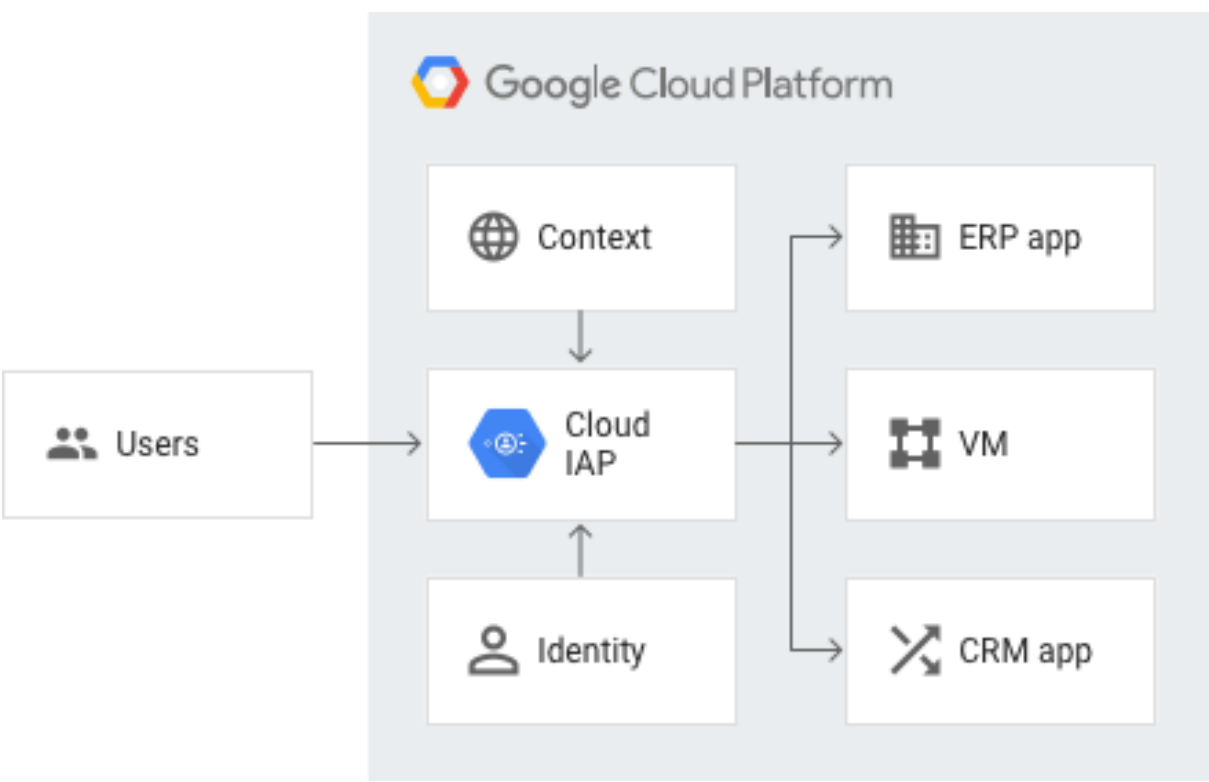 Google Cloud Platform
Context
ERP app
Users
Cloud
IAP
VM
Identity
CRM app